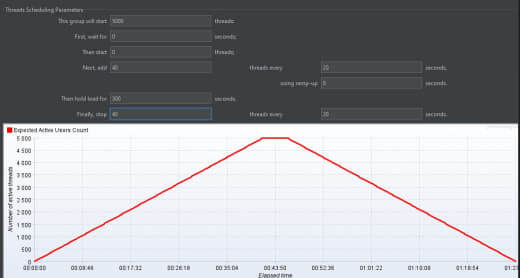 Threads Scheduling Parameters
This group will start 5000 threads:
First, wait for 0 seconds;
Then start 0 threads;
Next, add 40 threads every 20 seconds,
using ramp-up 0 seconds.
Then hold load for 300 seconds.
Finally, stop 40 threads every 20 seconds.
Expected Active Users Count
Number of active threads
5 000
4 500
4 000
3 500
3 000
2 500
2 000
1 500
1 000
500
0
00:00:00 00:08:46 00:17:32 00:26:18 00:35:04 00:43:50 00:52:36 01:01:22 01:10:08 01:18:54
Elapsed time